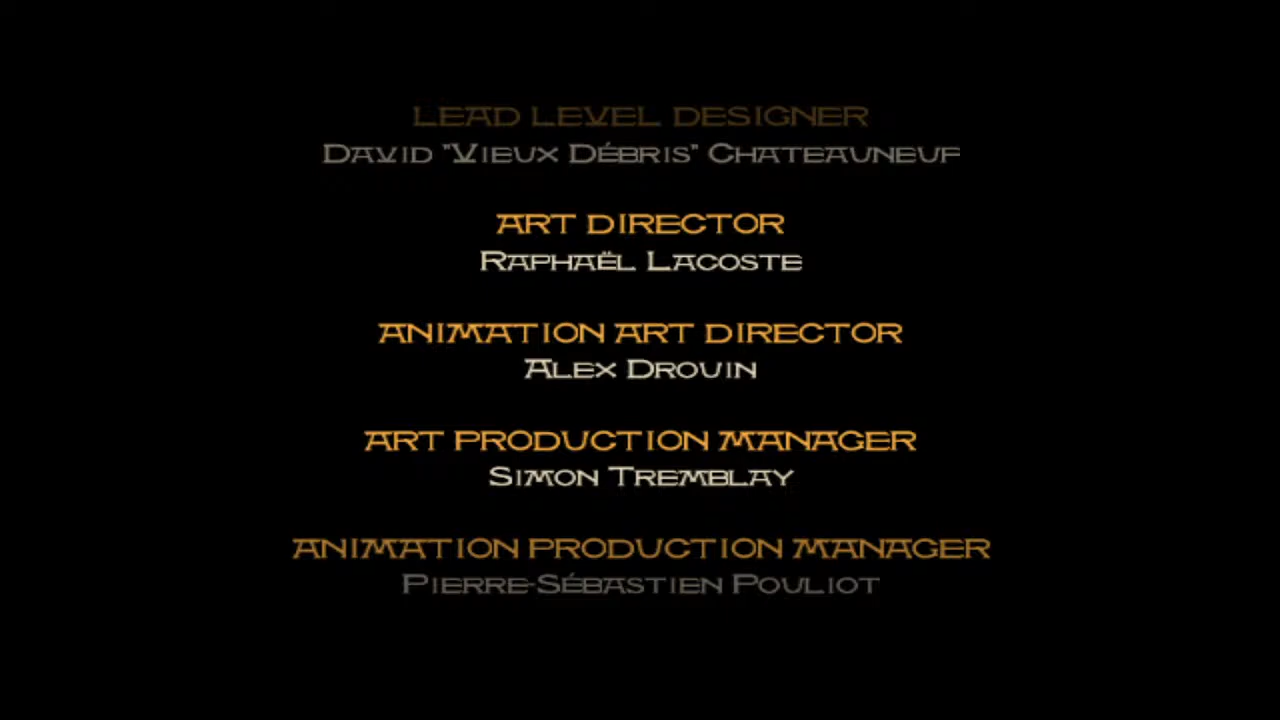 LEAD LEVEL DESIGNER
DAVID "VIEUX DÉBRIS" CHATEAUNEUF
ART DIRECTOR
RAPHAËL LACOSTE
ANIMATION ART DIRECTOR
ALEX DROUIN
ART PRODUCTION MANAGER
SIMON TREMBLAY
ANIMATION PRODUCTION MANAGER
PIERRE-SÉBASTIEN POULIOT